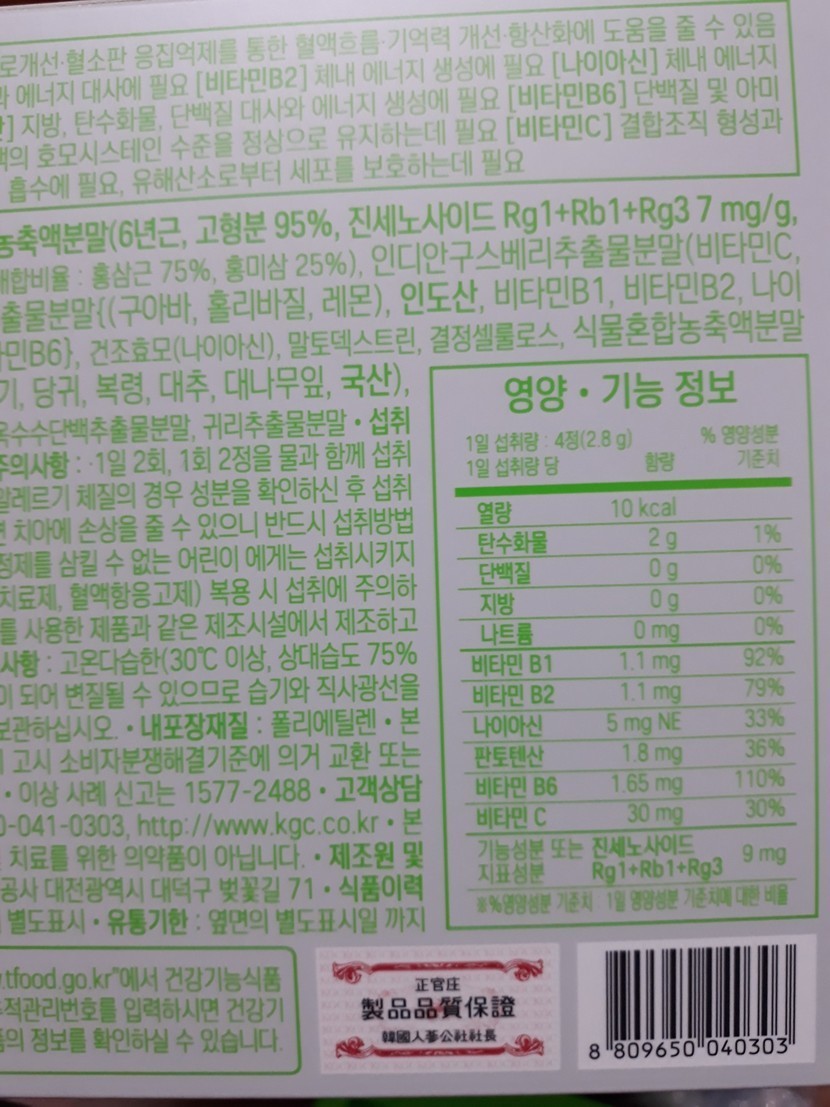 로개선·혈소판 응집억제를 통한 혈액흐름·기억력 개선·항산화에 도움을 줄 수 있음
과 에너지 대사에 필요 [비타민B2] 체내 에너지 생성에 필요 [나이아신] 체내 에너지
산] 지방, 탄수화물, 단백질 대사와 에너지 생성에 필요 [비타민B6] 단백질 및 아미
액의 호모시스테인 수준을 정상으로 유지하는데 필요 [비타민C] 결합조직 형성과
흡수에 필요, 유해산소로부터 세포를 보호하는데 필요
농축액분말(6년근, 고형분 95%, 진세노사이드 Rg1+Rb1+Rg3 7 mg/g,
배합비율 : 홍삼근 75%, 홍미삼 25%), 인디안구스베리추출물분말(비타민C,
출물분말{(구아바, 홀리바질, 레몬), 인도산, 비타민B1, 비타민B2, 나이
민B6}, 건조효모(나이아신), 말토덱스트린, 결정셀룰로스, 식물혼합농축액분말
기, 당귀, 복령, 대추, 대나무잎, 국산),
옥수수단백추출물분말, 귀리추출물분말 • 섭취
주의사항 : ·1일 2회, 1회 2정을 물과 함께 섭취
알레르기 체질의 경우 성분을 확인하신 후 섭취
면 치아에 손상을 줄 수 있으니 반드시 섭취방법
정제를 삼킬 수 없는 어린이 에게는 섭취시키지
치료제, 혈액항응고제) 복용 시 섭취에 주의하
를 사용한 제품과 같은 제조시설에서 제조하고
사항 : 고온다습한(30℃ 이상, 상대습도 75%
이 되어 변질될 수 있으므로 습기와 직사광선을
보관하십시오. • 내포장재질 : 폴리에틸렌 • 본
고시 소비자분쟁해결기준에 의거 교환 또는
• 이상 사례 신고는 1577-2488 • 고객상담
0-041-0303, http://www.kgc.co.kr • 본
치료를 위한 의약품이 아닙니다. • 제조원 및
공사 대전광역시 대덕구 벚꽃길 71 • 식품이력
별도표시 • 유통기한 : 옆면의 별도표시일 까지
영양 • 기능 정보
1일 섭취량 : 4정(2.8 g) % 영양성분
1일 섭취량 당 함량 기준치
열량 10 kcal
탄수화물 2 g 1%
단백질 0 g 0%
지방 0 g 0%
나트륨 0 mg 0%
비타민 B1 1.1 mg 92%
비타민 B2 1.1 mg 79%
나이아신 5 mg NE 33%
판토텐산 1.8 mg 36%
비타민 B6 1.65 mg 110%
비타민 C 30 mg 30%
기능성분 또는 진세노사이드 9 mg
지표성분 Rg1+Rb1+Rg3
※%영양성분 기준치 : 1일 영양성분 기준치에 대한 비율
.tfood.go.kr"에서 건강기능식품
적관리번호를 입력하시면 건강기
품의 정보를 확인하실 수 있습니다.
正官庄
製品品質保證
韓國人蔘公社社長
8 809650 040303